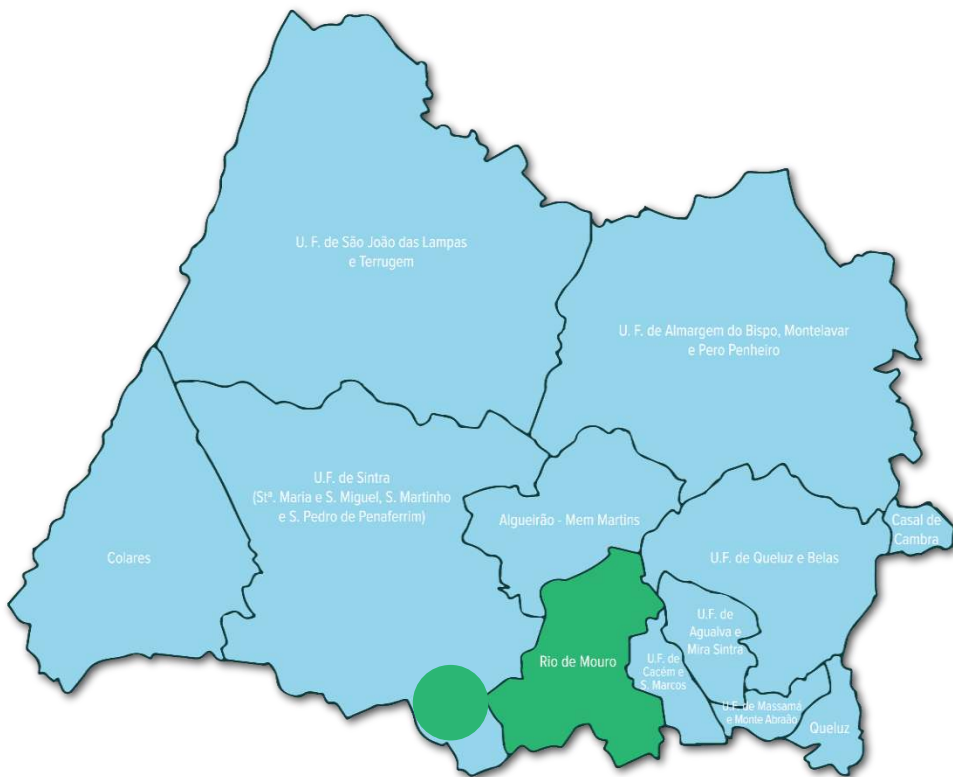 U. F. de São João das Lampas
e Terrugem
U. F. de Almargem do Bispo, Montelavar
e Pero Penheiro
U.F. de Sintra
(Stª. Maria e S. Miguel, S. Martinho
e S. Pedro de Penaferrim)
Algueirão - Mem Martins
Casal de
Cambra
Colares
U.F. de Queluz e Belas
U.F. de
Agualva e
Mira Sintra
Rio de Mouro
U.F. de
Cacém e
S. Marcos
U.F. de Massamá
e Monte Abraão
Queluz